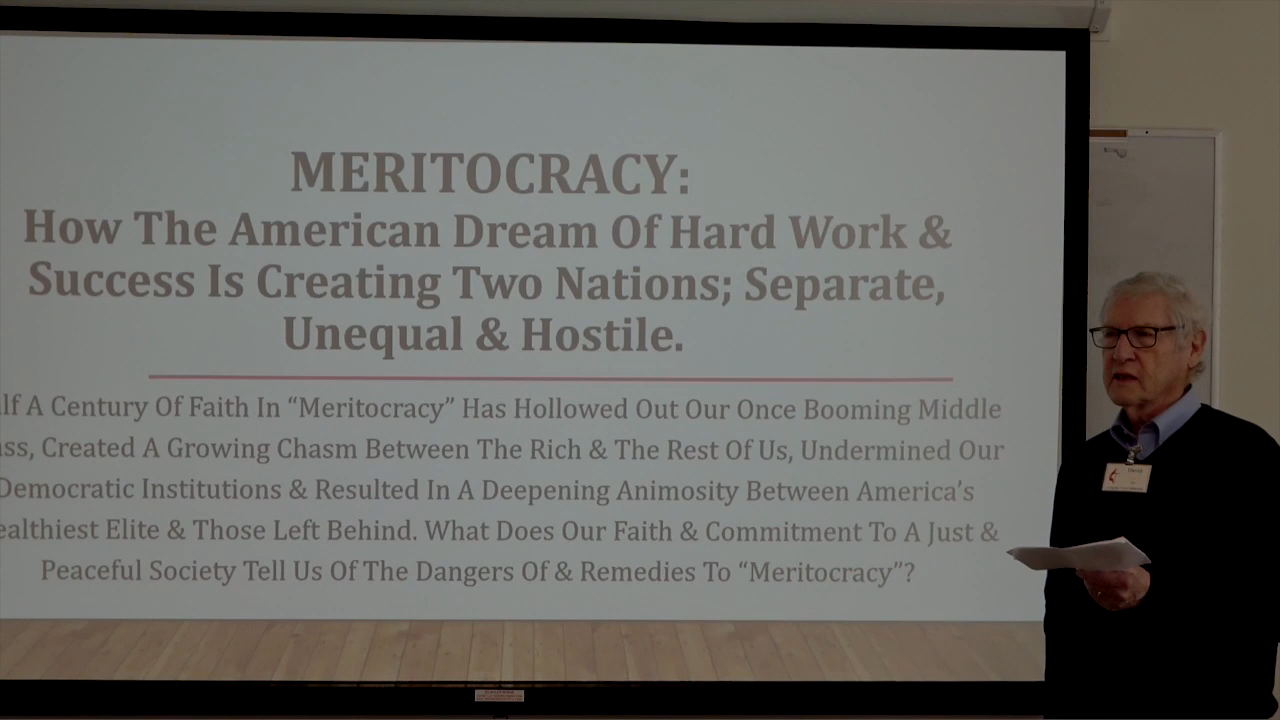 MERITOCRACY:
How The American Dream Of Hard Work &
Success Is Creating Two Nations; Separate,
Unequal & Hostile.
lf A Century Of Faith In “Meritocracy” Has Hollowed Out Our Once Booming Middle
ss, Created A Growing Chasm Between The Rich & The Rest Of Us, Undermined Our
Democratic Institutions & Resulted In A Deepening Animosity Between America’s
ealthiest Elite & Those Left Behind. What Does Our Faith & Commitment To A Just &
Peaceful Society Tell Us Of The Dangers Of & Remedies To “Meritocracy”?